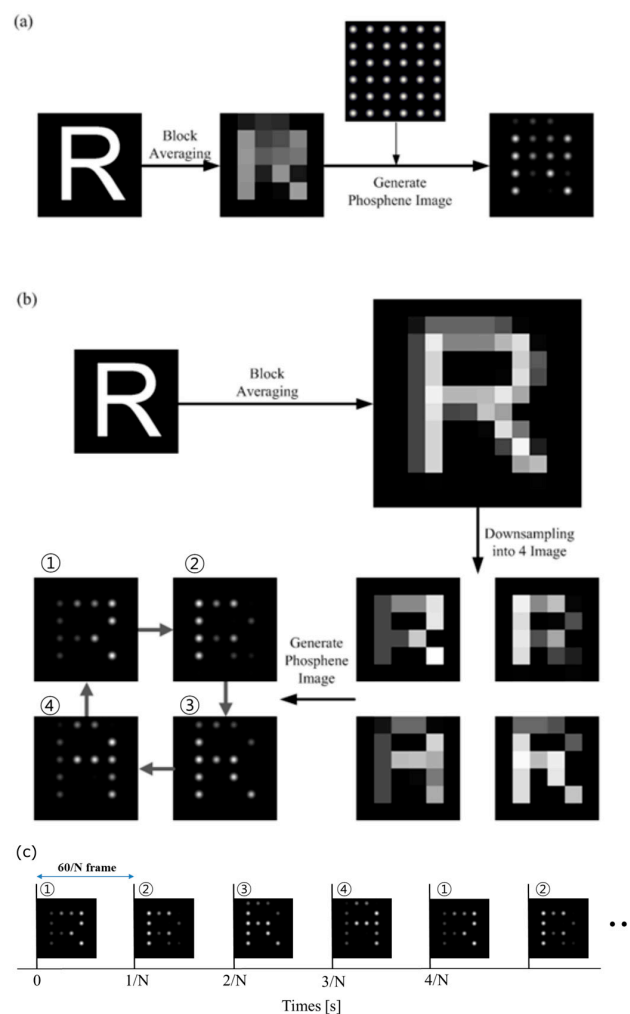 (a)
Block
Averaging
Generate
Phosphene Image
R
(b)
R
Block
Averaging
Downsampling
into 4 Image
①
②
Generate
Phosphene
Image
④
③
(c)
60/N frame
①
②
③
④
①
②
0
1/N
2/N
3/N
4/N
Times [s]